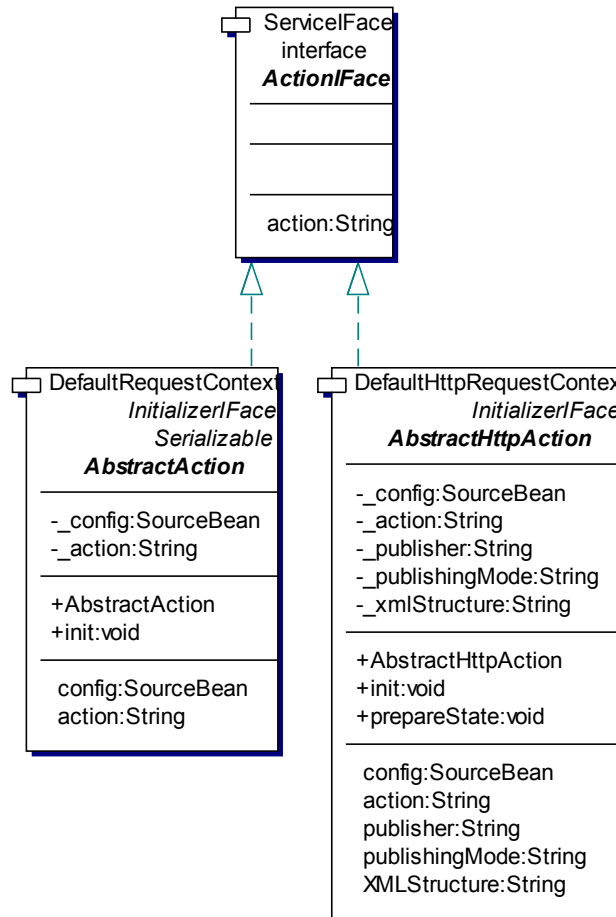 ServiceIFace
interface
ActionIFace
action:String
DefaultRequestContext
InitializerIFace
Serializable
AbstractAction
-_config:SourceBean
-_action:String
+AbstractAction
+init:void
config:SourceBean
action:String
DefaultHttpRequestContext
InitializerIFace
AbstractHttpAction
-_config:SourceBean
-_action:String
-_publisher:String
-_publishingMode:String
-_xmlStructure:String
+AbstractHttpAction
+init:void
+prepareState:void
config:SourceBean
action:String
publisher:String
publishingMode:String
XMLStructure:String